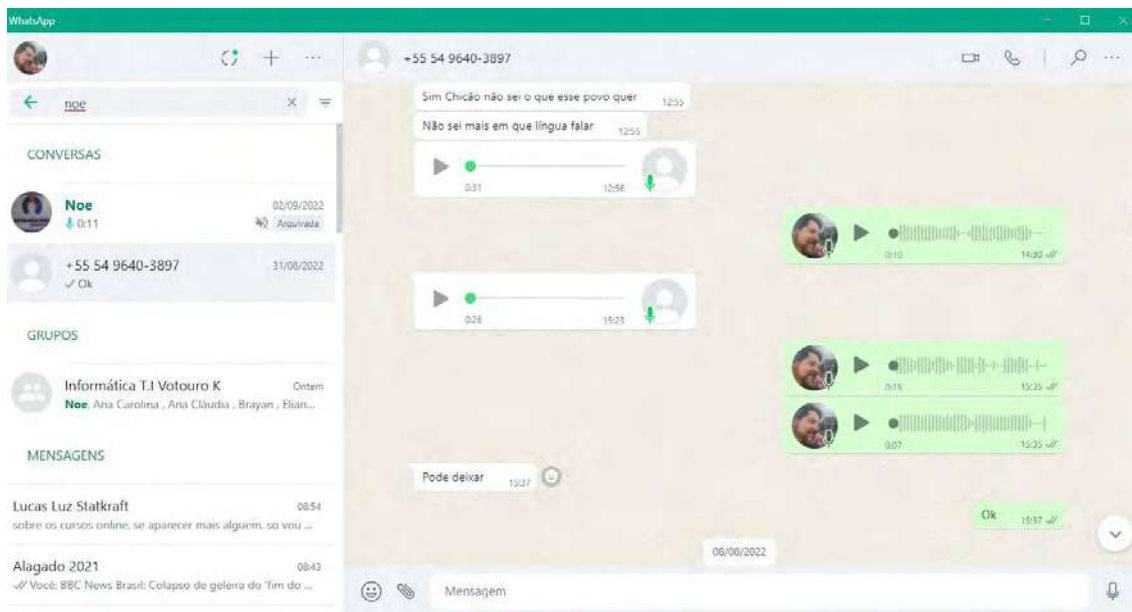 WhatsApp
noe
CONVERSAS
Noe
02/09/2022
0:11
Arquivada
+55 54 9640-3897
31/08/2022
Ok
GRUPOS
Informática T.I Votouro K
Ontem
Noe, Ana Carolina , Ana Cláudia , Brayan , Elian...
MENSAGENS
Lucas Luz Statkraft
08:54
sobre os cursos online, se aparecer mais alguem, so vou ...
Alagado 2021
08:43
Você: BBC News Brasil: Colapso de geleira do 'fim do ...
+55 54 9640-3897
Sim Chicão não sei o que esse povo quer
12:55
Não sei mais em que língua falar
12:55
0:31
12:56
0:10
14:30
0:26
15:23
0:15
15:35
0:07
15:35
Pode deixar
15:37
Ok
15:37
08/08/2022
Mensagem